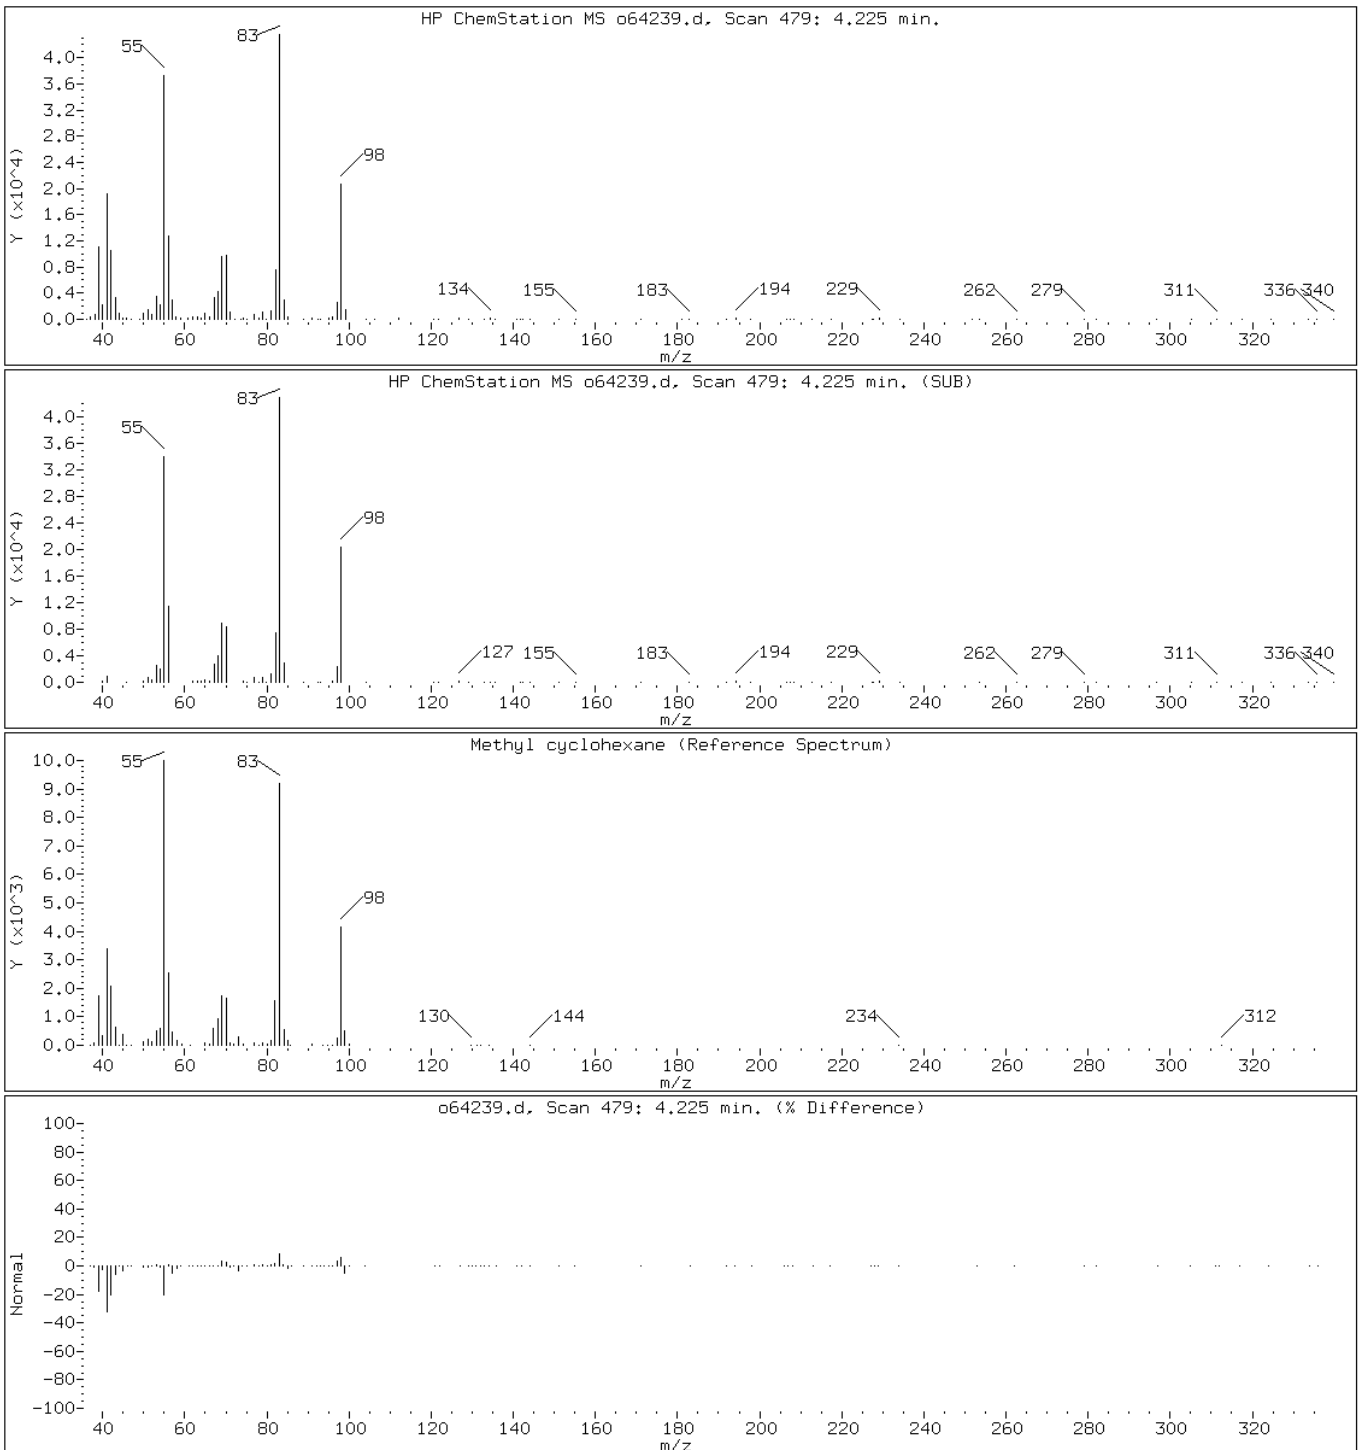 HP ChemStation MS o64239.d, Scan 479: 4.225 min.
83
55
4.0
3.6
3.2
2.8
2.4
98
2.0
1.6
1.2
0.8
0.4
134 155 183 194 229 262 279 311 336 340
0.0
Y (x10^4)
40 60 80 100 120 140 160 180 200 220 240 260 280 300 320
m/z
HP ChemStation MS o64239.d, Scan 479: 4.225 min. (SUB)
83
55
4.0
3.6
3.2
2.8
98
2.4
2.0
1.6
1.2
0.8
0.4
127 155 183 194 229 262 279 311 336 340
0.0
Y (x10^4)
40 60 80 100 120 140 160 180 200 220 240 260 280 300 320
m/z
Methyl cyclohexane (Reference Spectrum)
55 83
10.0
9.0
8.0
7.0
6.0
98
5.0
4.0
3.0
2.0
1.0
130 144 234 312
0.0
Y (x10^3)
40 60 80 100 120 140 160 180 200 220 240 260 280 300 320
m/z
o64239.d, Scan 479: 4.225 min. (% Difference)
100
80
60
40
20
0
-20
-40
-60
-80
-100
Normal
40 60 80 100 120 140 160 180 200 220 240 260 280 300 320
m/z